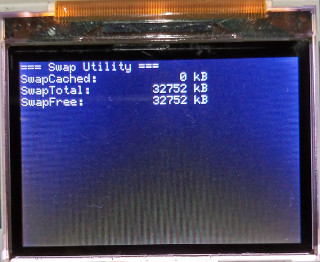 === Swap Utility ===
SwapCached: 0 kB
SwapTotal: 32752 kB
SwapFree: 32752 kB